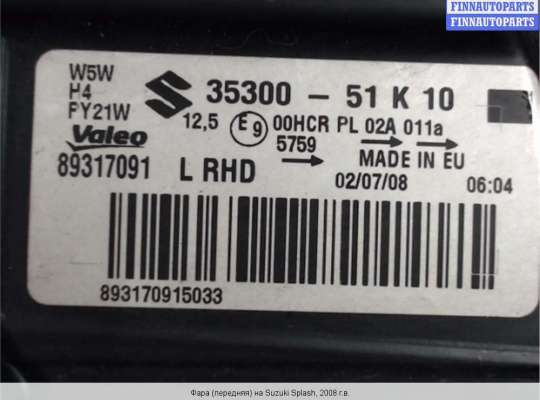 FINNAUTOPARTS
FINNAUTOPARTS
W5W
H4
PY21W
35300 - 51 K 10
12,5 E9 00HCR PL 02A 011a
5759
Valeo
MADE IN EU
89317091 L RHD
02/07/08 06:04
893170915033
Фара (передняя) на Suzuki Splash, 2008 г.в.